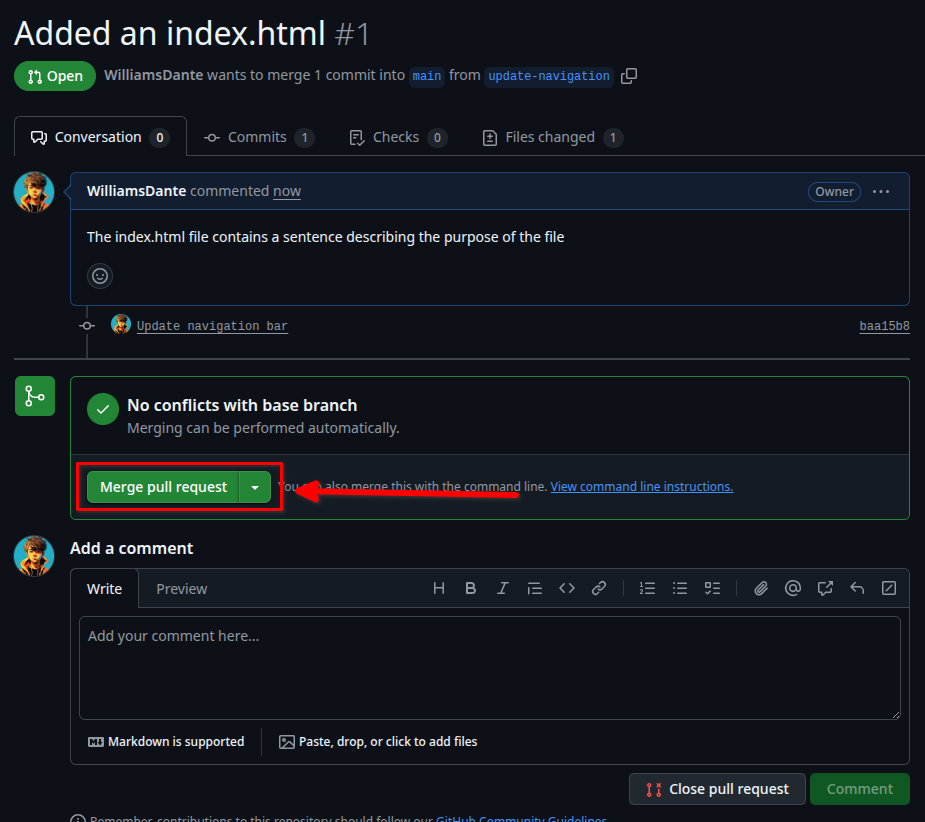 Added an index.html #1
Open WilliamsDante wants to merge 1 commit into main from update-navigation
Conversation 0 Commits 1 Checks 0 Files changed 1
WilliamsDante commented now Owner
The index.html file contains a sentence describing the purpose of the file
Update navigation bar baa15b8
No conflicts with base branch
Merging can be performed automatically.
Merge pull request You can also merge this with the command line. View command line instructions.
Add a comment
Write Preview
Add your comment here...
Markdown is supported Paste, drop, or click to add files
Close pull request Comment
Remember, contributions to this repository should follow our GitHub Community Guidelines.